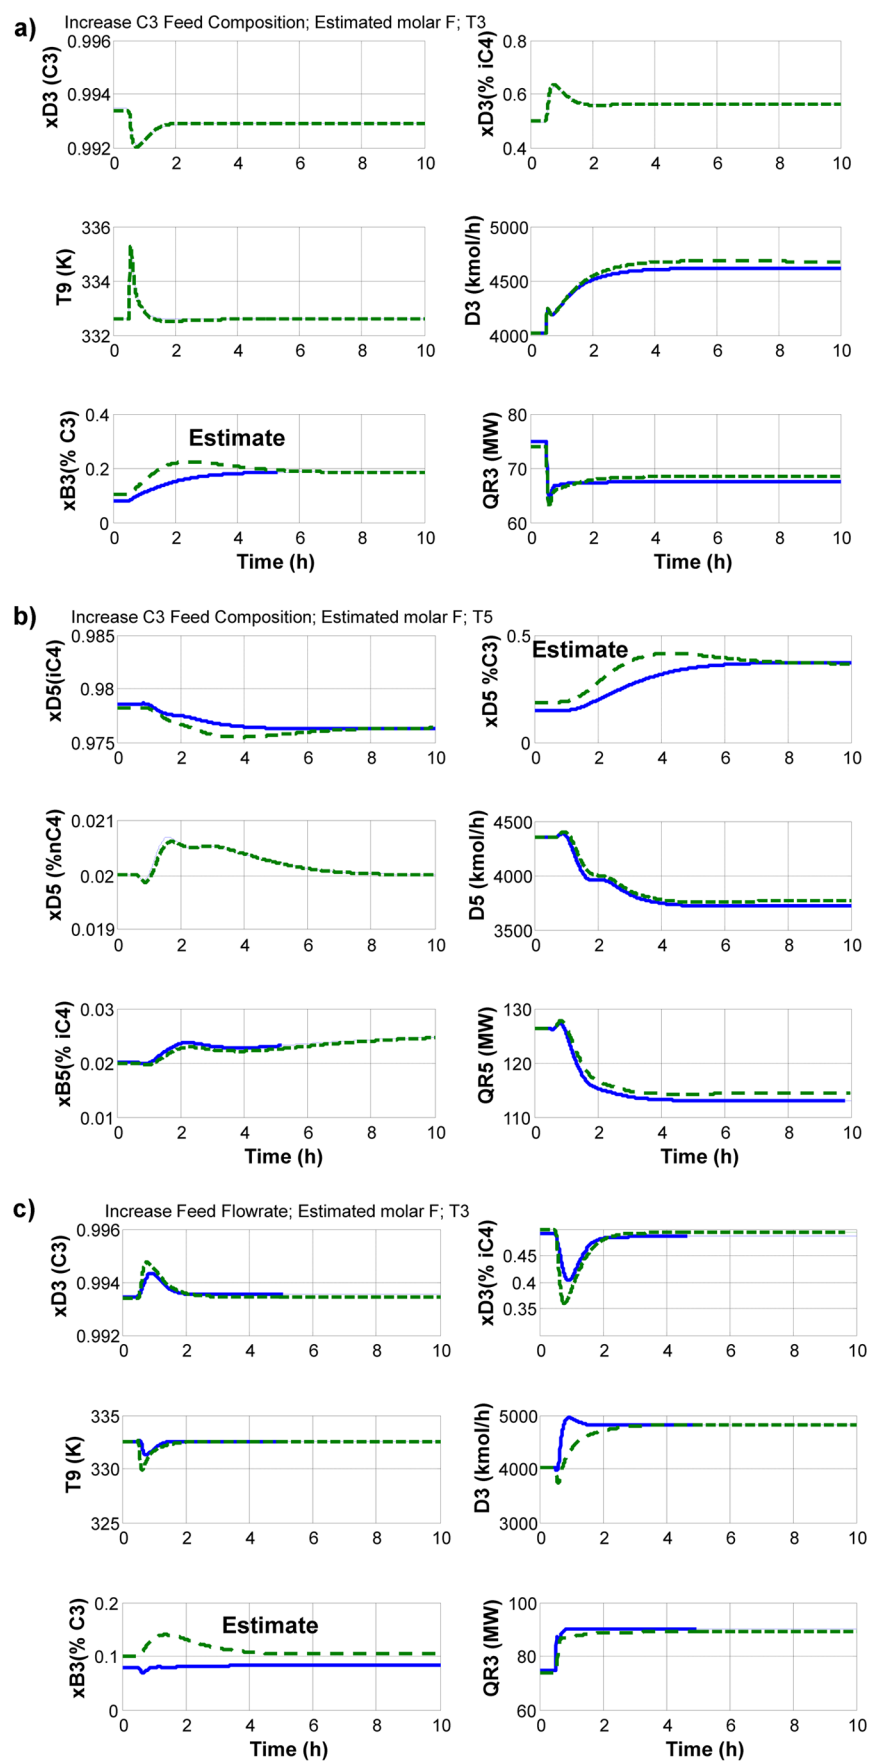 a) Increase C3 Feed Composition; Estimated molar F; T3
xD3 (C3)
0.996
0.994
0.992
0 2 4 6 8 10
xD3(% iC4)
0.8
0.6
0.4
0 2 4 6 8 10
T9 (K)
336
334
332
0 2 4 6 8 10
D3 (kmol/h)
5000
4500
4000
0 2 4 6 8 10
xB3(% C3)
0.4
0.2
0
Estimate
0 2 4 6 8 10
Time (h)
QR3 (MW)
80
70
60
0 2 4 6 8 10
Time (h)
b) Increase C3 Feed Composition; Estimated molar F; T5
xD5(iC4)
0.985
0.98
0.975
0 2 4 6 8 10
xD5 %C3)
0.5
0
Estimate
0 2 4 6 8 10
xD5 (%nC4)
0.021
0.02
0.019
0 2 4 6 8 10
D5 (kmol/h)
4500
4000
3500
0 2 4 6 8 10
xB5(% iC4)
0.03
0.02
0.01
0 2 4 6 8 10
Time (h)
QR5 (MW)
130
120
110
0 2 4 6 8 10
Time (h)
c) Increase Feed Flowrate; Estimated molar F; T3
xD3 (C3)
0.996
0.994
0.992
0 2 4 6 8 10
xD3(% iC4)
0.45
0.4
0.35
0 2 4 6 8 10
T9 (K)
335
330
325
0 2 4 6 8 10
D3 (kmol/h)
5000
4000
3000
0 2 4 6 8 10
xB3(% C3)
0.2
0.1
0
Estimate
0 2 4 6 8 10
Time (h)
QR3 (MW)
100
80
60
0 2 4 6 8 10
Time (h)